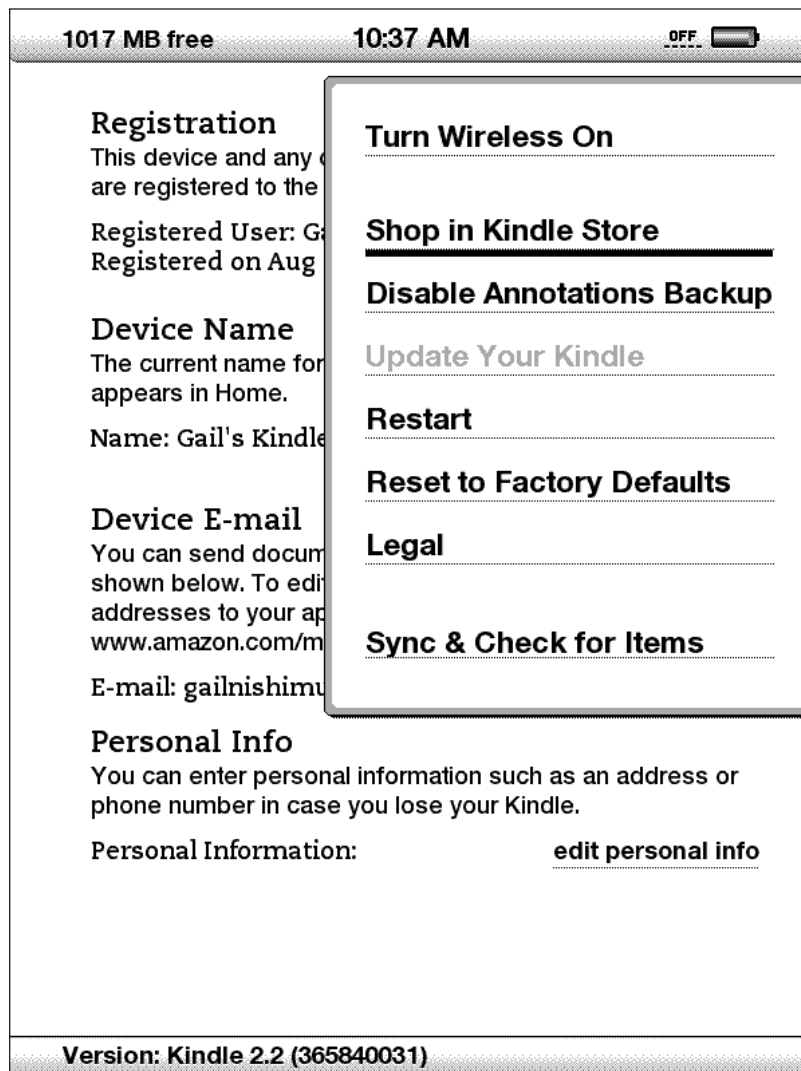 1017 MB free 10:37 AM OFF
Registration
This device and any
are registered to the
Registered User:
Registered on Aug
Device Name
The current name for
appears in Home.
Name: Gail's Kindle
Device E-mail
You can send docum
shown below. To edi
addresses to your ap
www.amazon.com/m
E-mail: gailnishimu
Turn Wireless On
Shop in Kindle Store
Disable Annotations Backup
Update Your Kindle
Restart
Reset to Factory Defaults
Legal
Sync & Check for Items
Personal Info
You can enter personal information such as an address or
phone number in case you lose your Kindle.
Personal Information: edit personal info
Version: Kindle 2.2 (365840031)